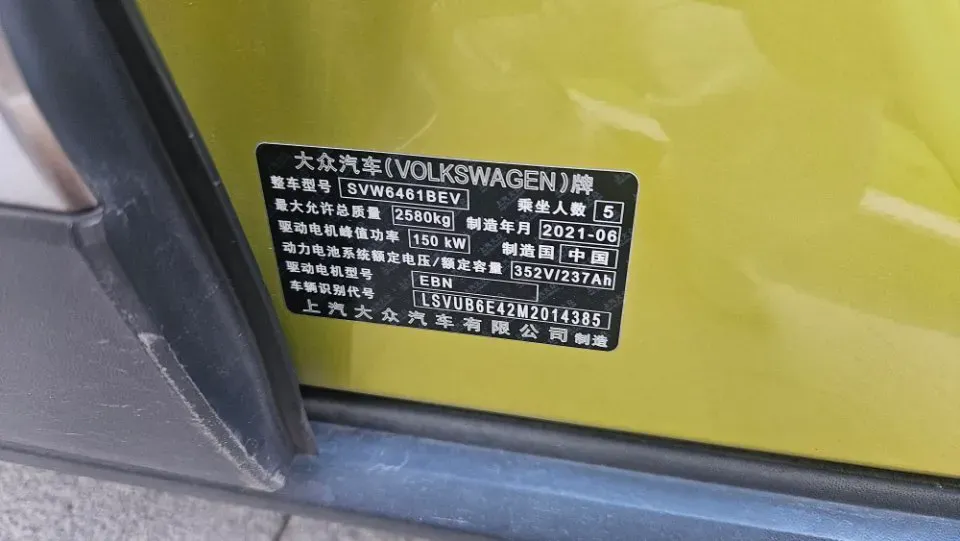 大众汽车(VOLKSWAGEN)牌
整车型号 SVW6461BEV 乘坐人数 5
最大允许总质量 2580kg 制造年月 2021-06
驱动电机峰值功率 150 kW 制造国 中国
动力电池系统额定电压/额定容量 352V/237Ah
驱动电机型号 EBN
车辆识别代号 LSVUB6E42M2014385
上汽大众汽车有限公司 制造